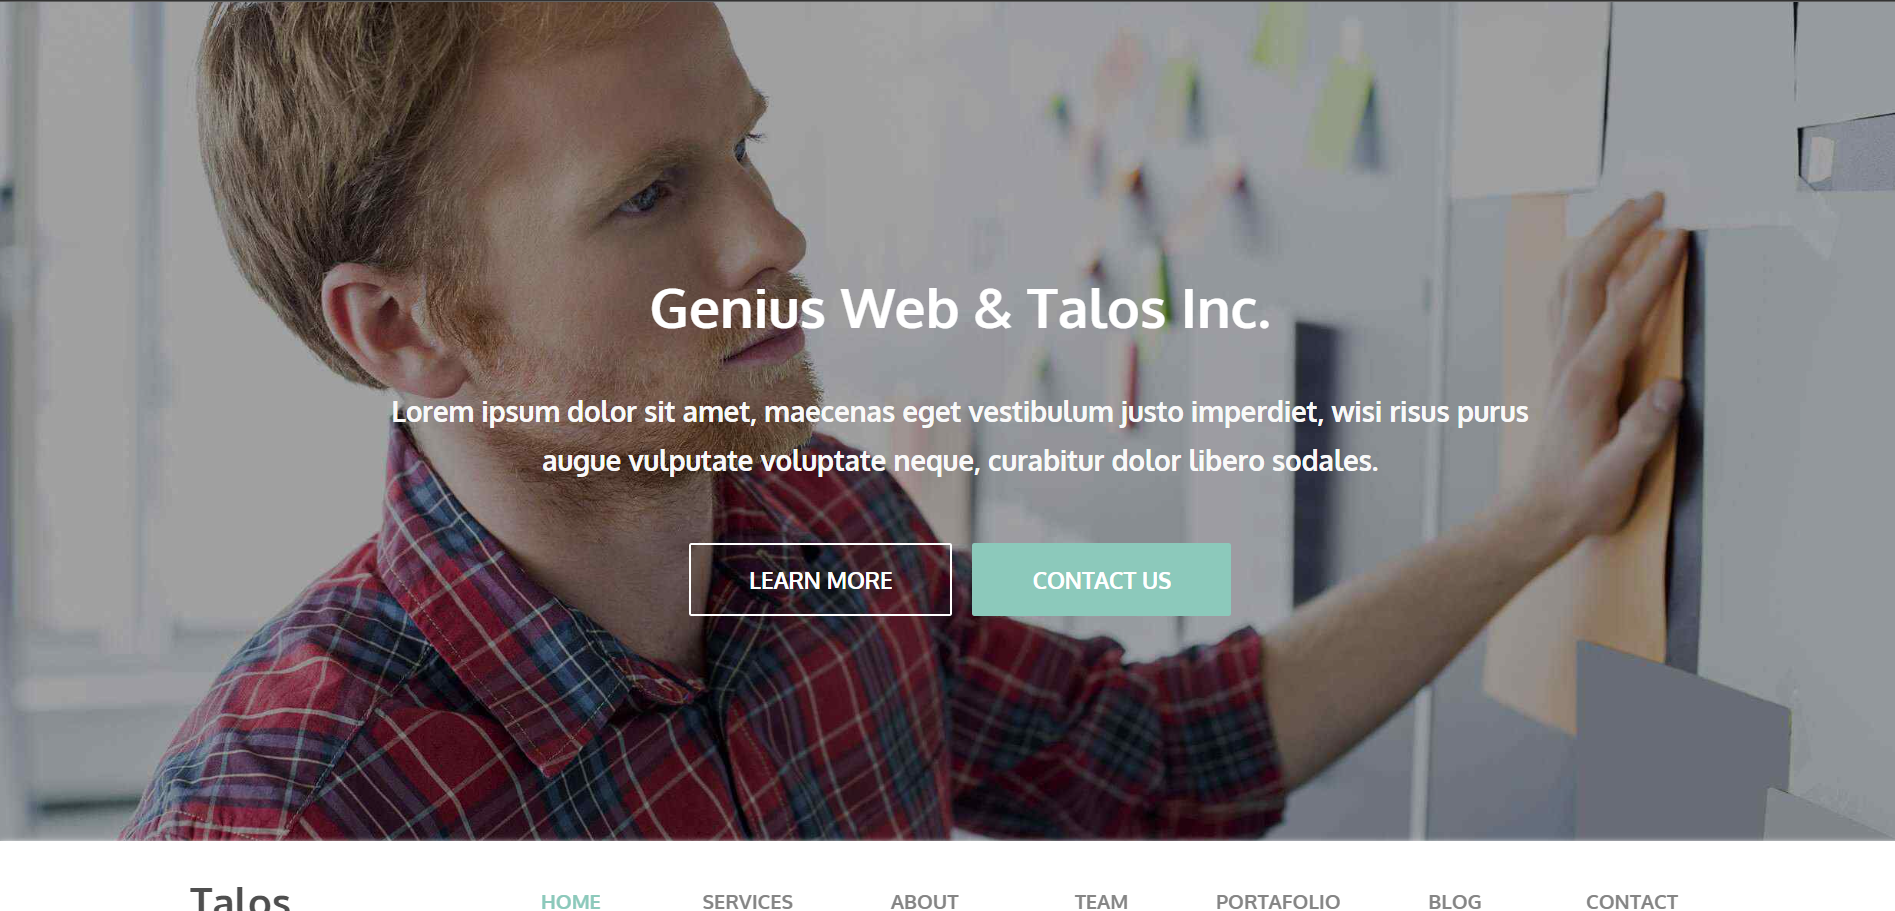 Genius Web & Talos Inc.
Lorem ipsum dolor sit amet, maecenas eget vestibulum justo imperdiet, wisi risus purus
augue vulputate voluptate neque, curabitur dolor libero sodales.
LEARN MORE CONTACT US
Talos HOME SERVICES ABOUT TEAM PORTAFOLIO BLOG CONTACT